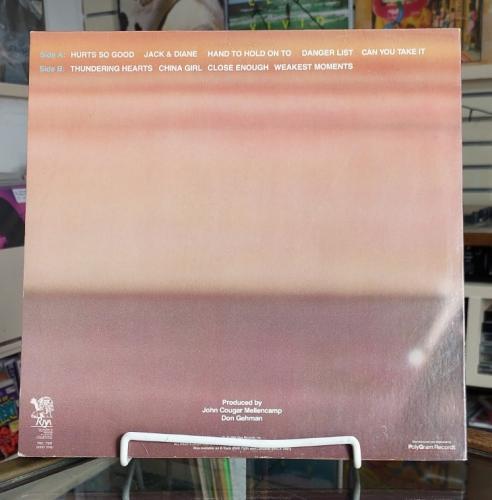 Side A: HURTS SO GOOD JACK & DIANE HAND TO HOLD ON TO DANGER LIST CAN YOU TAKE IT
Side B: THUNDERING HEARTS CHINA GIRL CLOSE ENOUGH WEAKEST MOMENTS
Produced by
John Cougar Mellencamp
Don Gehman
Riva
PolyGram Records